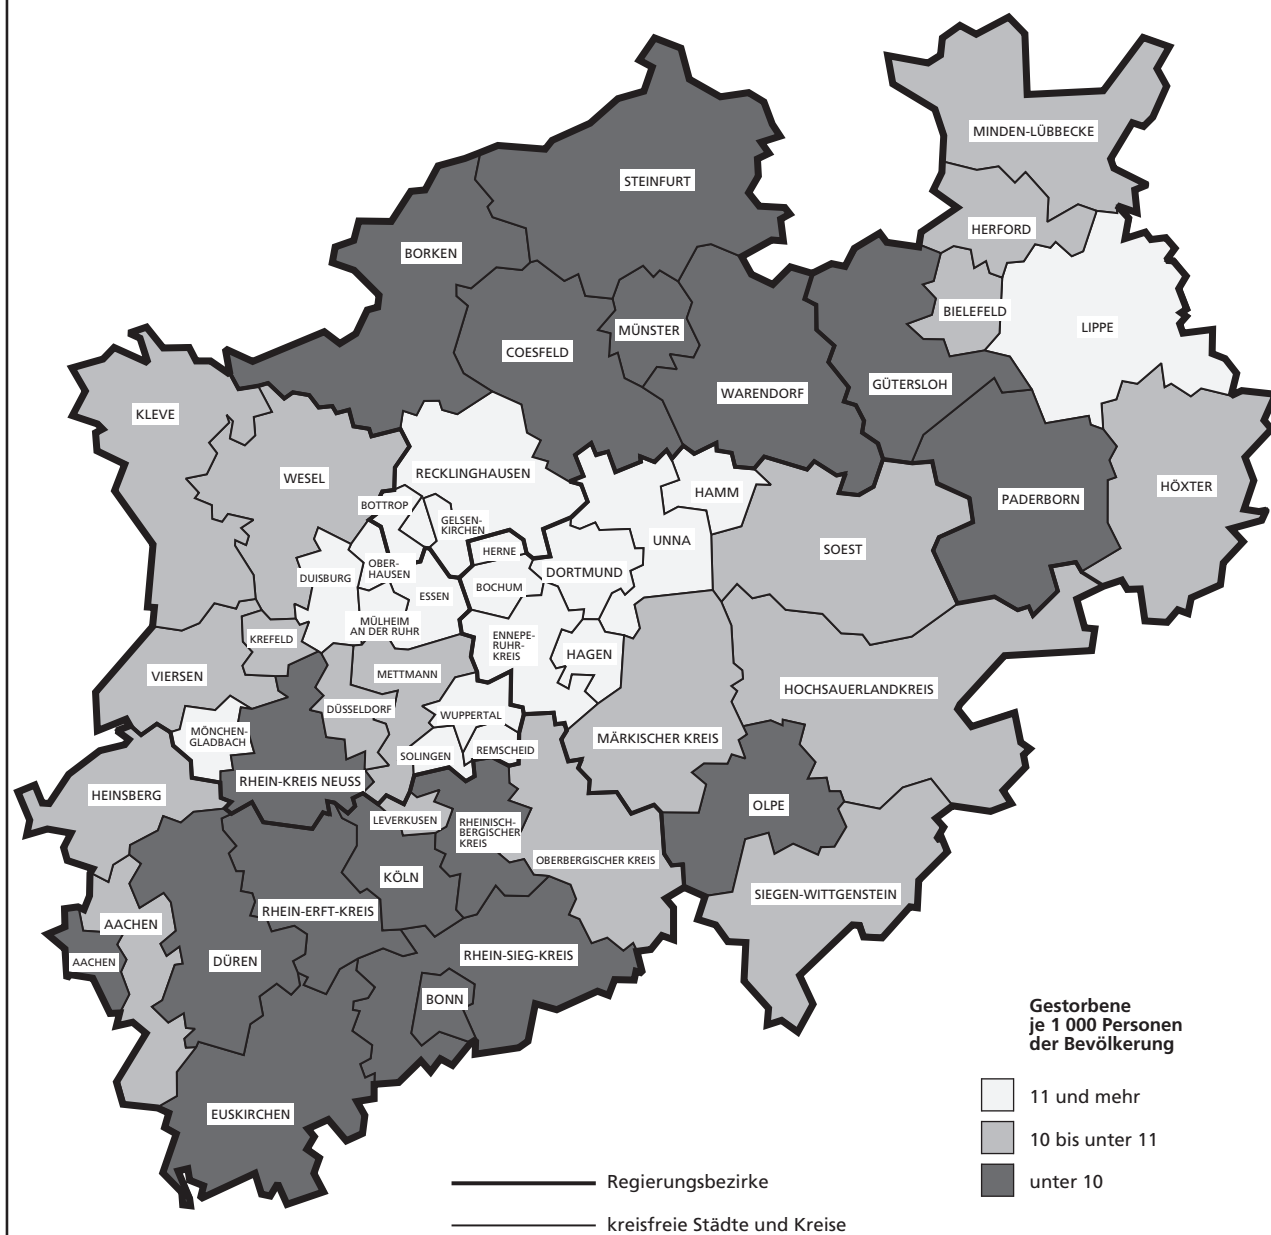 MINDEN-LÜBBECKE
STEINFURT
HERFORD
BORKEN
BIELEFELD
LIPPE
MÜNSTER
COESFELD
GÜTERSLOH
WARENDORF
KLEVE
RECKLINGHAUSEN
WESEL
HÖXTER
HAMM
PADERBORN
BOTTROP
GELSEN-
KIRCHEN
UNNA
SOEST
HERNE
OBER-
HAUSEN
DORTMUND
DUISBURG
BOCHUM
ESSEN
MÜLHEIM
AN DER RUHR
KREFELD
ENNEPE-
RUHR-
KREIS
HAGEN
METTMANN
VIERSEN
HOCHSAUERLANDKREIS
DÜSSELDORF
WUPPERTAL
MÖNCHEN-
GLADBACH
MÄRKISCHER KREIS
REMSCHEID
SOLINGEN
RHEIN-KREIS NEUSS
HEINSBERG
OLPE
LEVERKUSEN
RHEINISCH-
BERGISCHER
KREIS
OBERBERGISCHER KREIS
KÖLN
SIEGEN-WITTGENSTEIN
RHEIN-ERFT-KREIS
AACHEN
RHEIN-SIEG-KREIS
AACHEN
DÜREN
BONN
EUSKIRCHEN
Gestorbene
je 1 000 Personen
der Bevölkerung
11 und mehr
10 bis unter 11
unter 10
Regierungsbezirke
kreisfreie Städte und Kreise